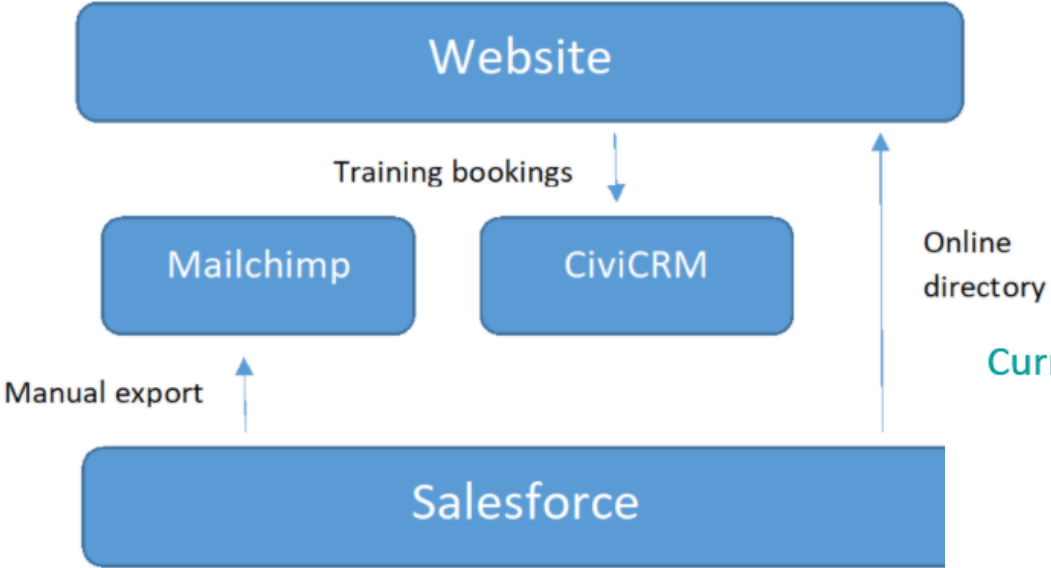 Website
Training bookings
Mailchimp
CiviCRM
Online
directory
Manual export
Salesforce